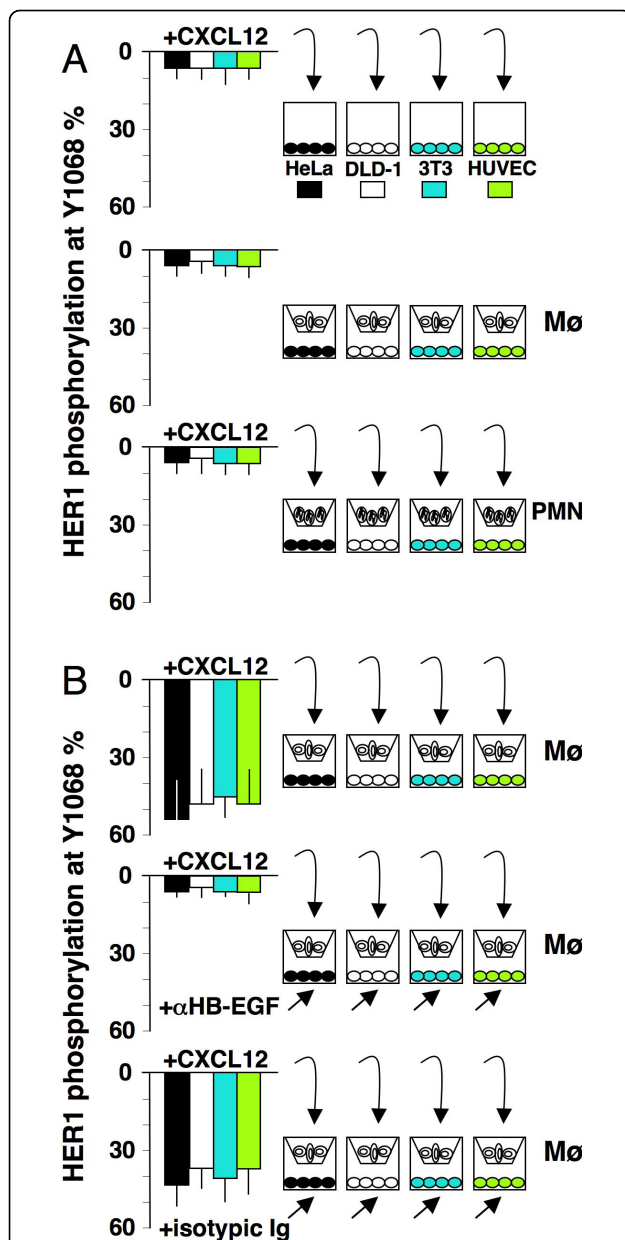 A
HER1 phosphorylation at Y1068 %
+CXCL12
0
30
60
HeLa DLD-1 3T3 HUVEC
0
30
60
Mø
+CXCL12
0
30
60
PMN
B
HER1 phosphorylation at Y1068 %
+CXCL12
0
30
60
Mø
+CXCL12
0
30
60
+αHB-EGF
Mø
+CXCL12
0
30
60
+isotypic Ig
Mø